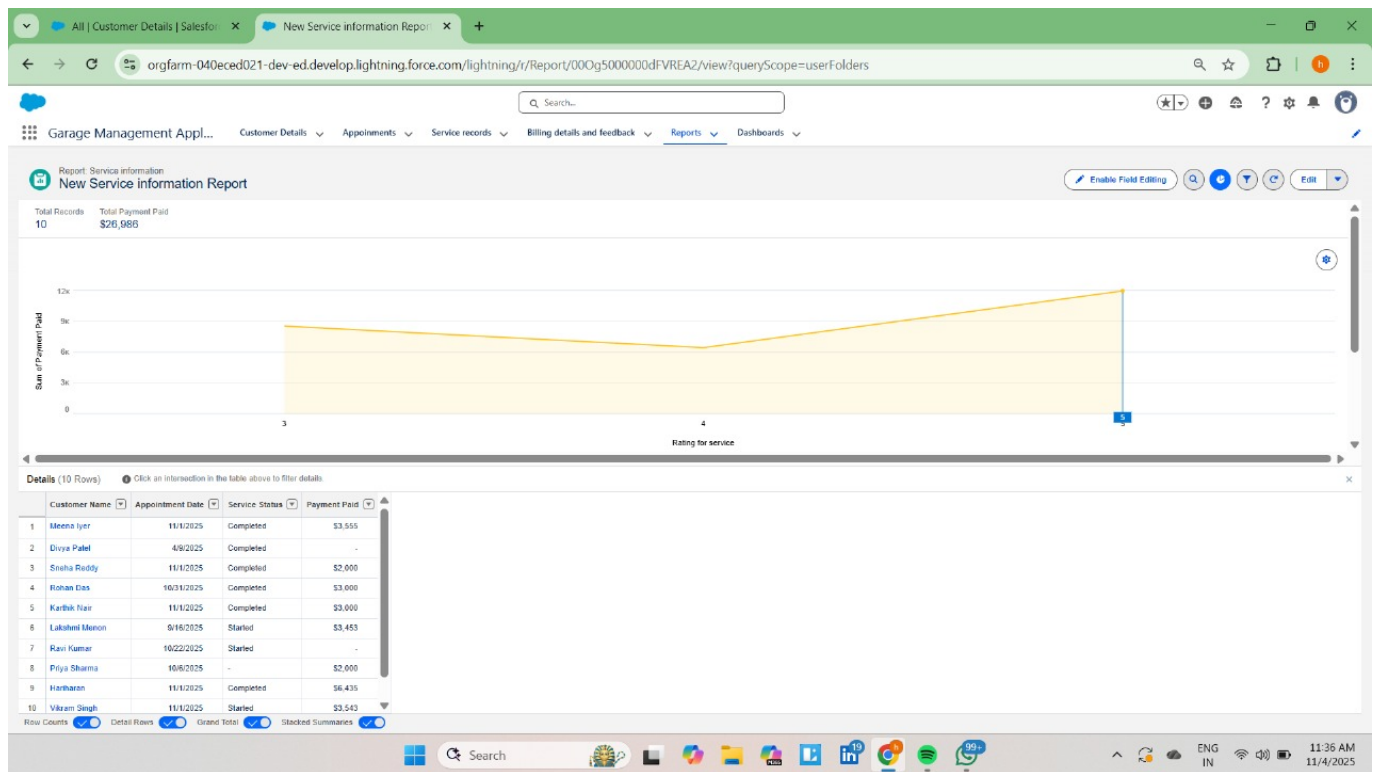 All | Customer Details | Salesfor
New Service information Repor
orgfarm-040eced021-dev-ed.develop.lightning.force.com/lightning/r/Report/00Og5000000dFVREA2/view?queryScope=userFolders
h
Search...
Garage Management Appl... Customer Details Appoinments Service records Billing details and feedback Reports Dashboards
Report: Service information
New Service information Report
Enable Field Editing Edit
Total Records Total Payment Paid
10 $26,986
Sum of Payment Paid
12K
9K
6K
3K
0
3 4 5
5
Rating for service
Details (10 Rows) Click an intersection in the table above to filter details
Customer Name Appointment Date Service Status Payment Paid
1 Meena Iyer 11/1/2025 Completed $3,555
2 Divya Patel 4/9/2025 Completed -
3 Sneha Reddy 11/1/2025 Completed $2,000
4 Rohan Das 10/31/2025 Completed $3,000
5 Karthik Nair 11/1/2025 Completed $3,000
6 Lakshmi Menon 9/16/2025 Started $3,453
7 Ravi Kumar 10/22/2025 Started -
8 Priya Sharma 10/6/2025 - $2,000
9 Hariharan 11/1/2025 Completed $6,435
10 Vikram Singh 11/1/2025 Started $3,543
Row Counts Detail Rows Grand Total Stacked Summaries
Search
19
99+
ENG
IN
11:36 AM
11/4/2025